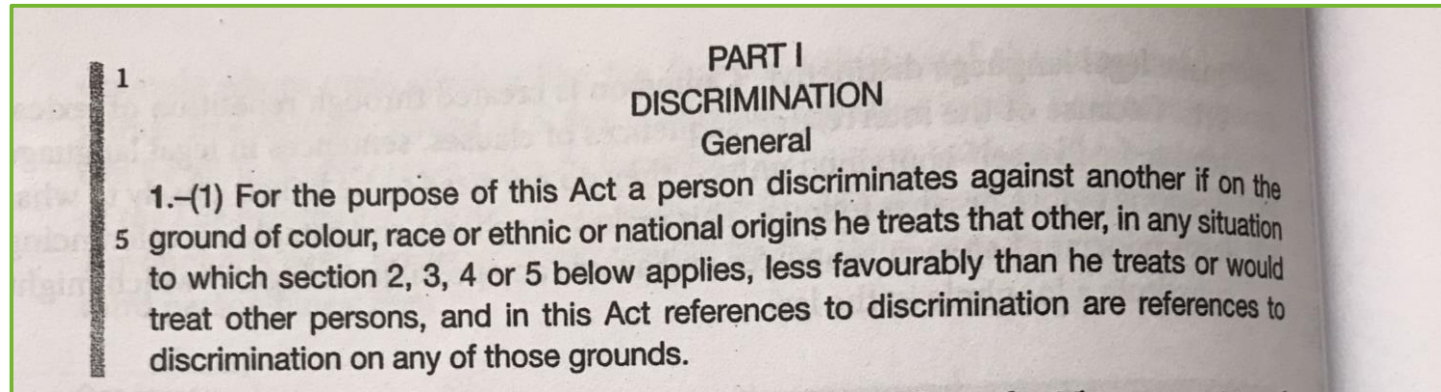 1
PART I
DISCRIMINATION
General
1.–(1) For the purpose of this Act a person discriminates against another if on the
5 ground of colour, race or ethnic or national origins he treats that other, in any situation
to which section 2, 3, 4 or 5 below applies, less favourably than he treats or would
treat other persons, and in this Act references to discrimination are references to
discrimination on any of those grounds.